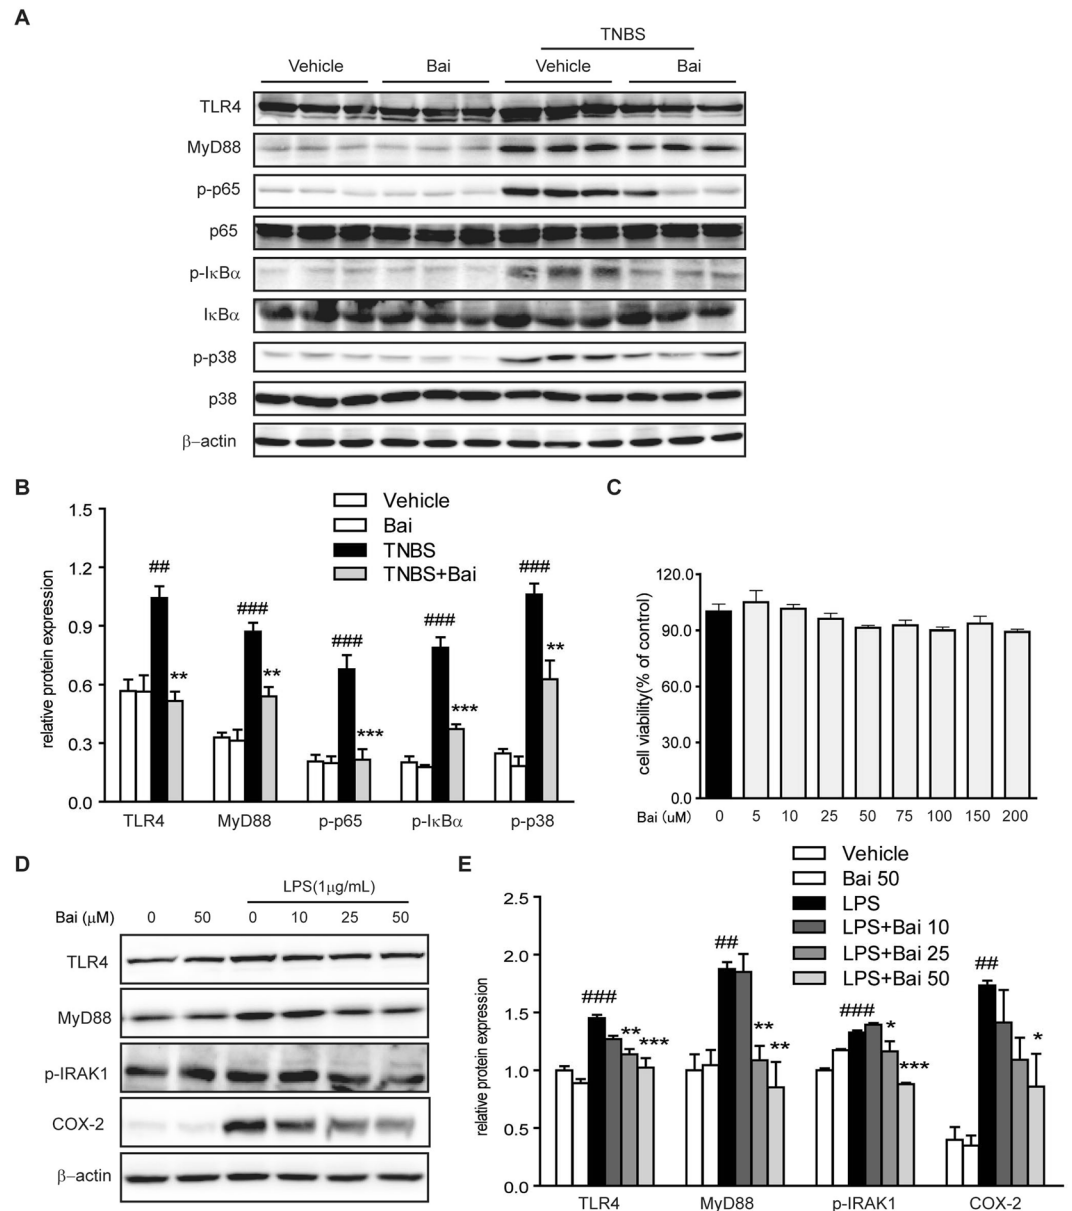 A
TNBS
Vehicle Bai Vehicle Bai
TLR4
MyD88
p-p65
p65
p-IκBα
IκBα
p-p38
p38
β–actin
B
Vehicle
Bai
TNBS
TNBS+Bai
relative protein expression
1.5
1.2
0.9
0.6
0.3
0.0
## ** ### ** ### *** ### *** ### **
TLR4 MyD88 p-p65 p-IκBα p-p38
C
cell viability(% of control)
120.0
90.0
60.0
30.0
0.0
Bai (uM) 0 5 10 25 50 75 100 150 200
D
LPS(1μg/mL)
Bai (μM) 0 50 0 10 25 50
TLR4
MyD88
p-IRAK1
COX-2
β–actin
E
Vehicle
Bai 50
LPS
LPS+Bai 10
LPS+Bai 25
LPS+Bai 50
relative protein expression
2.5
2.0
1.5
1.0
0.5
0.0
### ** *** ## ** ** ### * *** ## *
TLR4 MyD88 p-IRAK1 COX-2